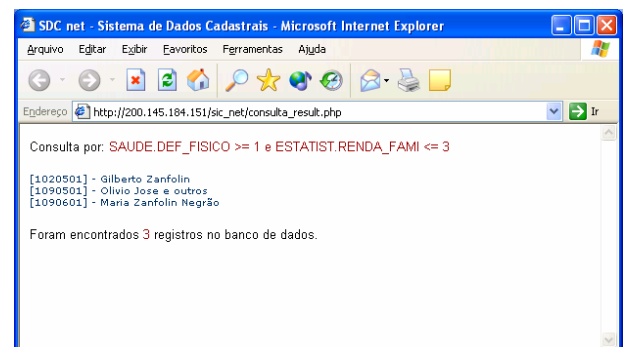 SDC net - Sistema de Dados Cadastrais - Microsoft Internet Explorer
Arquivo Editar Exibir Favoritos Ferramentas Ajuda
Endereço http://200.145.184.151/sic_net/consulta_result.php Ir
Consulta por: SAUDE.DEF_FISICO >= 1 e ESTATIST.RENDA_FAMI <= 3
[1020501] - Gilberto Zanfolin
[1090501] - Olivio Jose e outros
[1090601] - Maria Zanfolin Negrão
Foram encontrados 3 registros no banco de dados.